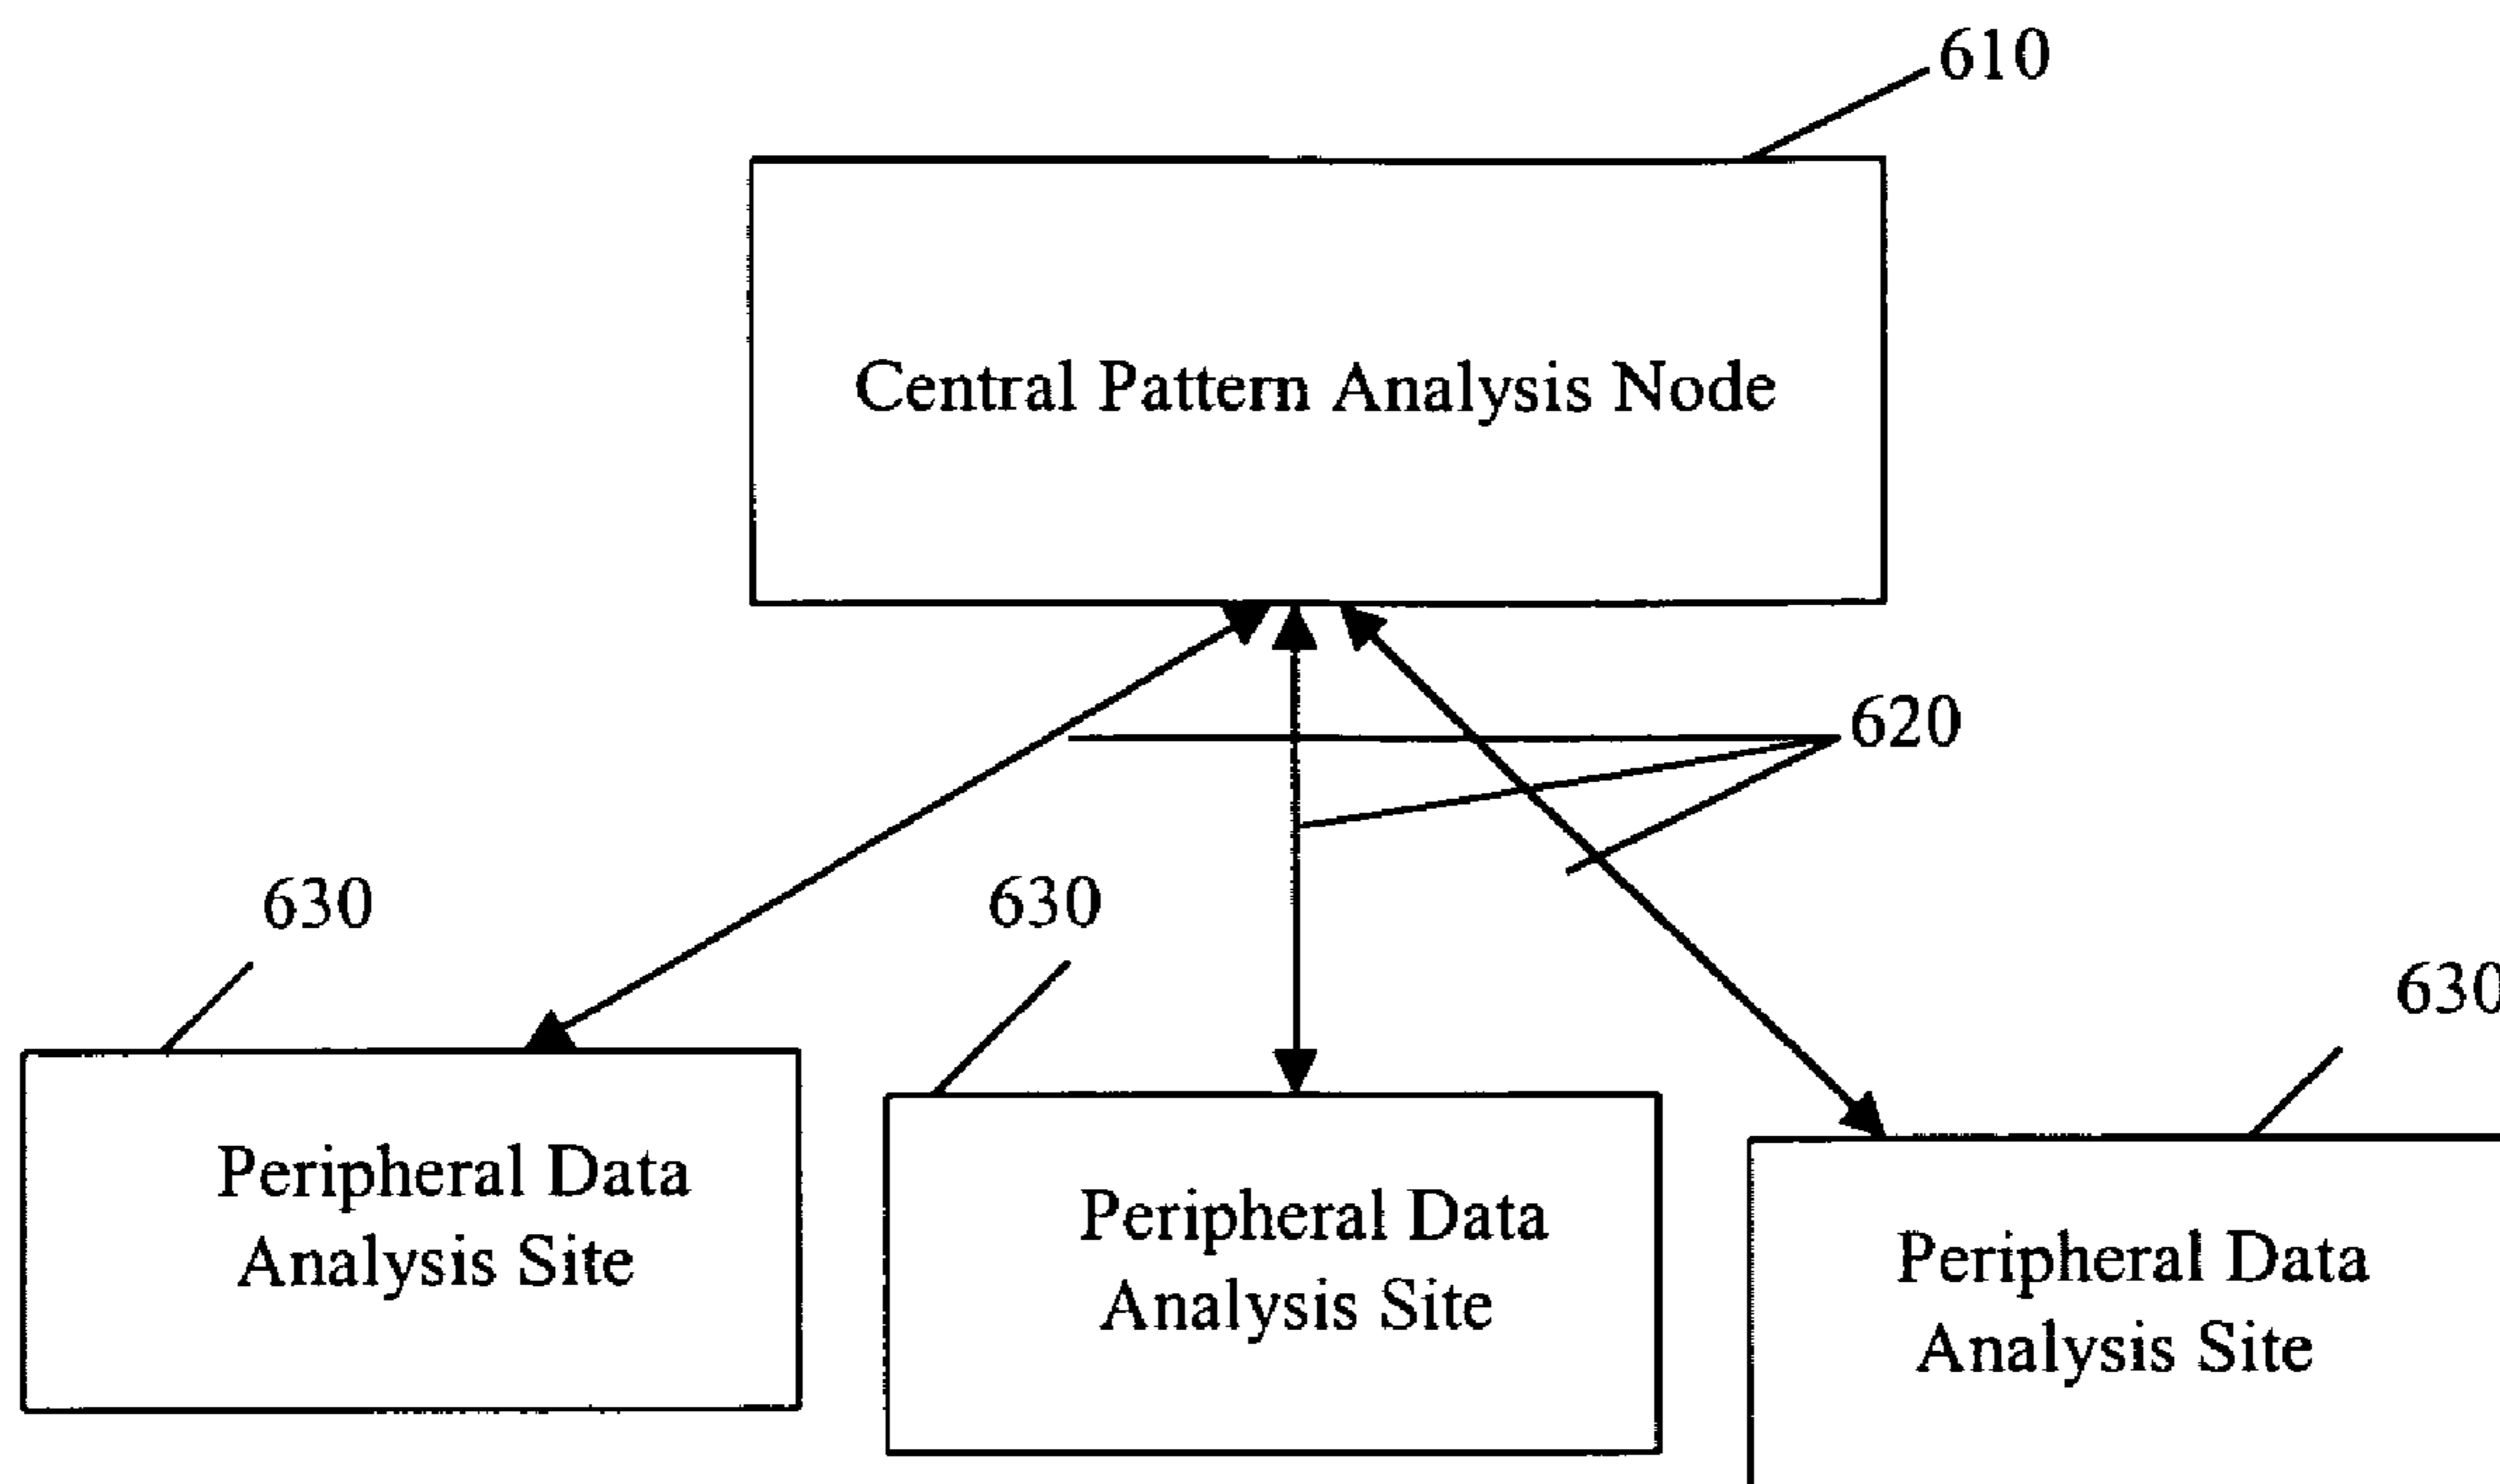 610
Central Pattern Analysis Node
620
630
630
630
Peripheral Data
Analysis Site
Peripheral Data
Analysis Site
Peripheral Data
Analysis Site